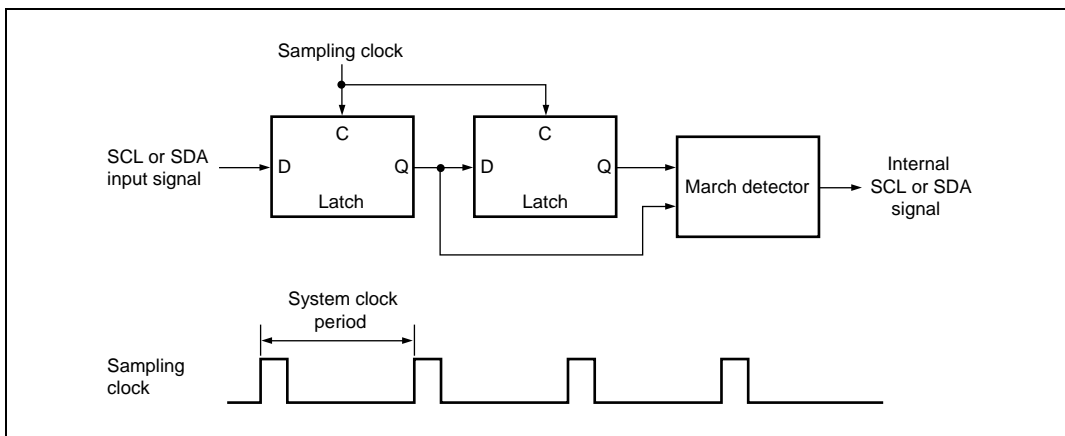 Sampling clock
SCL or SDA
input signal
C
D
Q
Latch
C
D
Q
Latch
March detector
Internal
SCL or SDA
signal
System clock
period
Sampling
clock